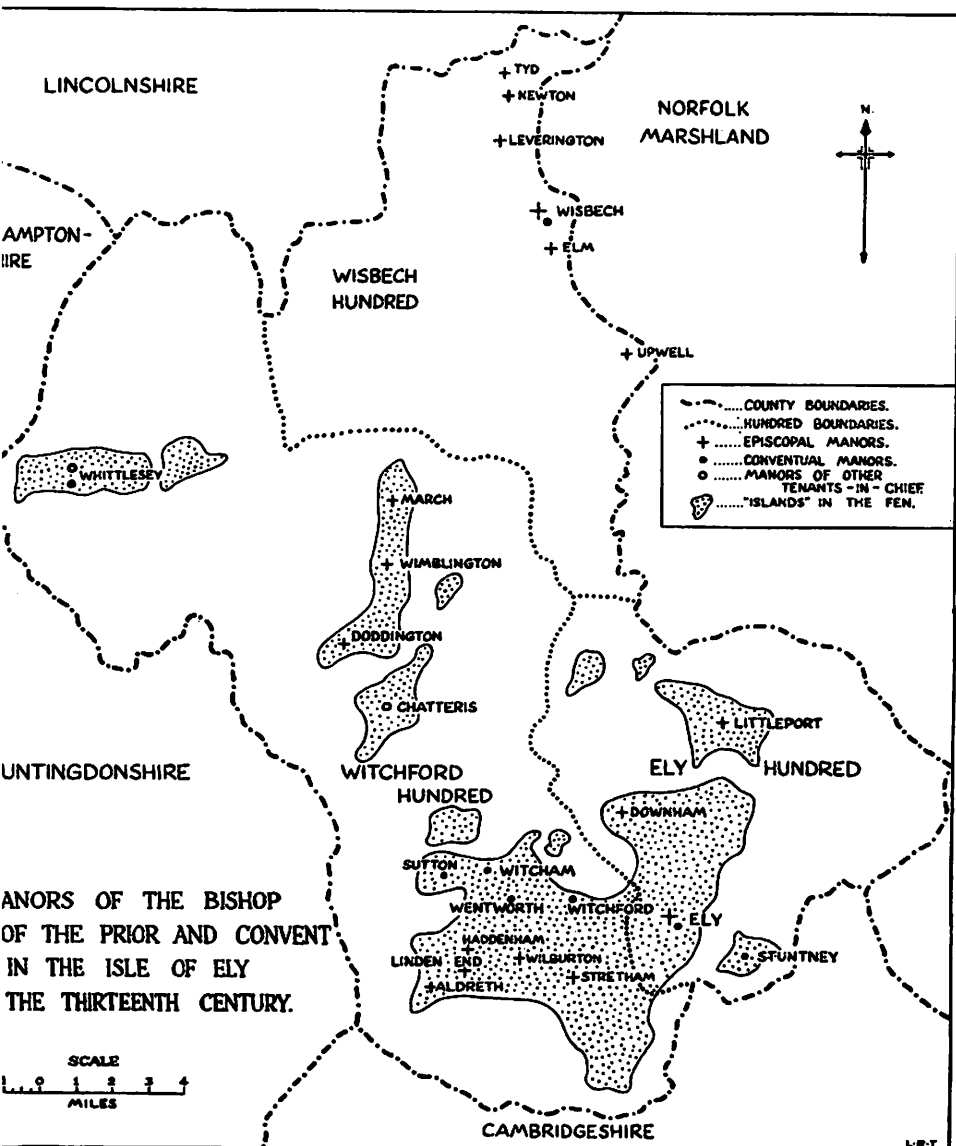 LINCOLNSHIRE
TYD
NEWTON
LEVERINGTON
NORFOLK
MARSHLAND
N.
WISBECH
ELM
AMPTON-
IIRE
WISBECH
HUNDRED
UPWELL
COUNTY BOUNDARIES.
HUNDRED BOUNDARIES.
EPISCOPAL MANORS.
CONVENTUAL MANORS.
MANORS OF OTHER
TENANTS-IN-CHIEF.
"ISLANDS" IN THE FEN.
WHITTLESEY
MARCH
WIMBLINGTON
DODDINGTON
CHATTERIS
LITTLEPORT
UNTINGDONSHIRE
WITCHFORD
HUNDRED
ELY HUNDRED
DOWNHAM
SUTTON
WITCHAM
WENTWORTH
WITCHFORD
ELY
HADDENHAM
LINDEN END
WILBURTON
STRETHAM
ALDRETH
STUNTNEY
ANORS OF THE BISHOP
OF THE PRIOR AND CONVENT
IN THE ISLE OF ELY
THE THIRTEENTH CENTURY.
SCALE
1 0 1 2 3 4
MILES
CAMBRIDGESHIRE
L·R·T